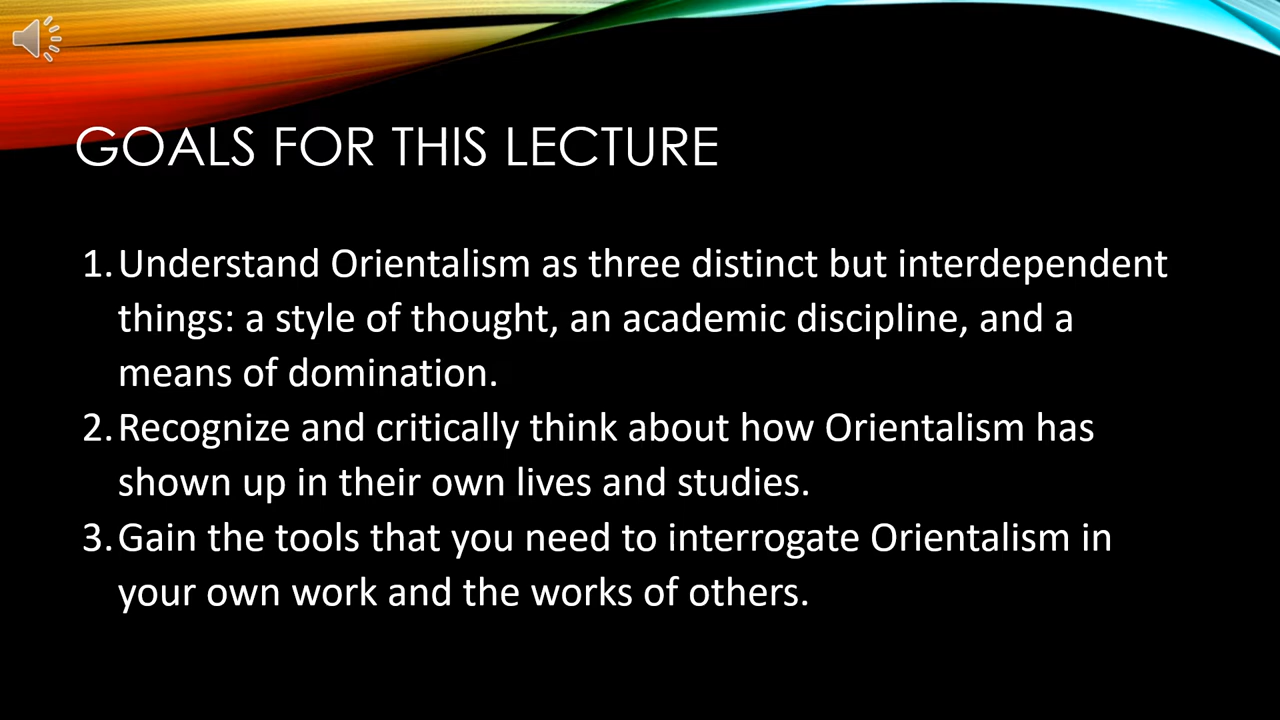 GOALS FOR THIS LECTURE
1. Understand Orientalism as three distinct but interdependent
things: a style of thought, an academic discipline, and a
means of domination.
2. Recognize and critically think about how Orientalism has
shown up in their own lives and studies.
3. Gain the tools that you need to interrogate Orientalism in
your own work and the works of others.